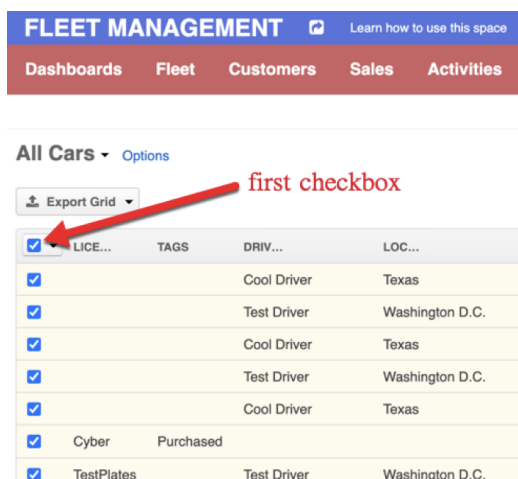 FLEET MANAGEMENT Learn how to use this space
Dashboards Fleet Customers Sales Activities
All Cars Options
first checkbox
Export Grid
LICE... TAGS DRIV... LOC...
Cool Driver Texas
Test Driver Washington D.C.
Cool Driver Texas
Test Driver Washington D.C.
Cool Driver Texas
Cyber Purchased
TestPlates Test Driver Washington D.C.